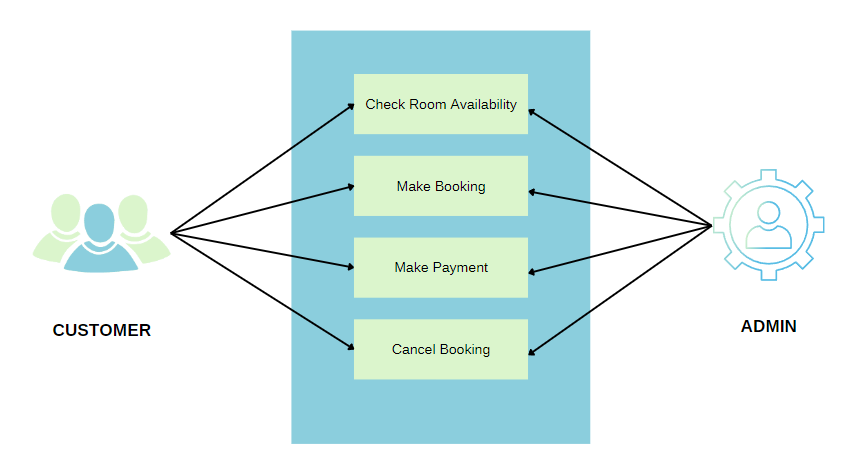 Check Room Availability
Make Booking
Make Payment
Cancel Booking
CUSTOMER
ADMIN